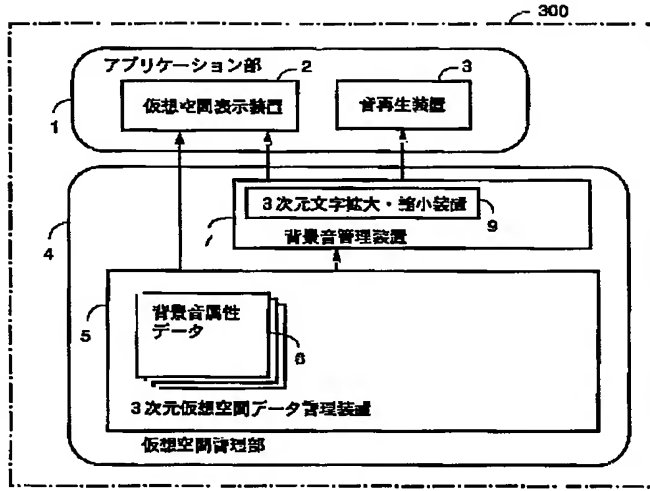 300
アプリケーション部
2
3
仮想空間表示装置
音再生装置
1
3次元文字拡大・縮小装置
9
背景音管理装置
4
5
背景音属性
データ
6
3次元仮想空間データ管理装置
仮想空間管理部